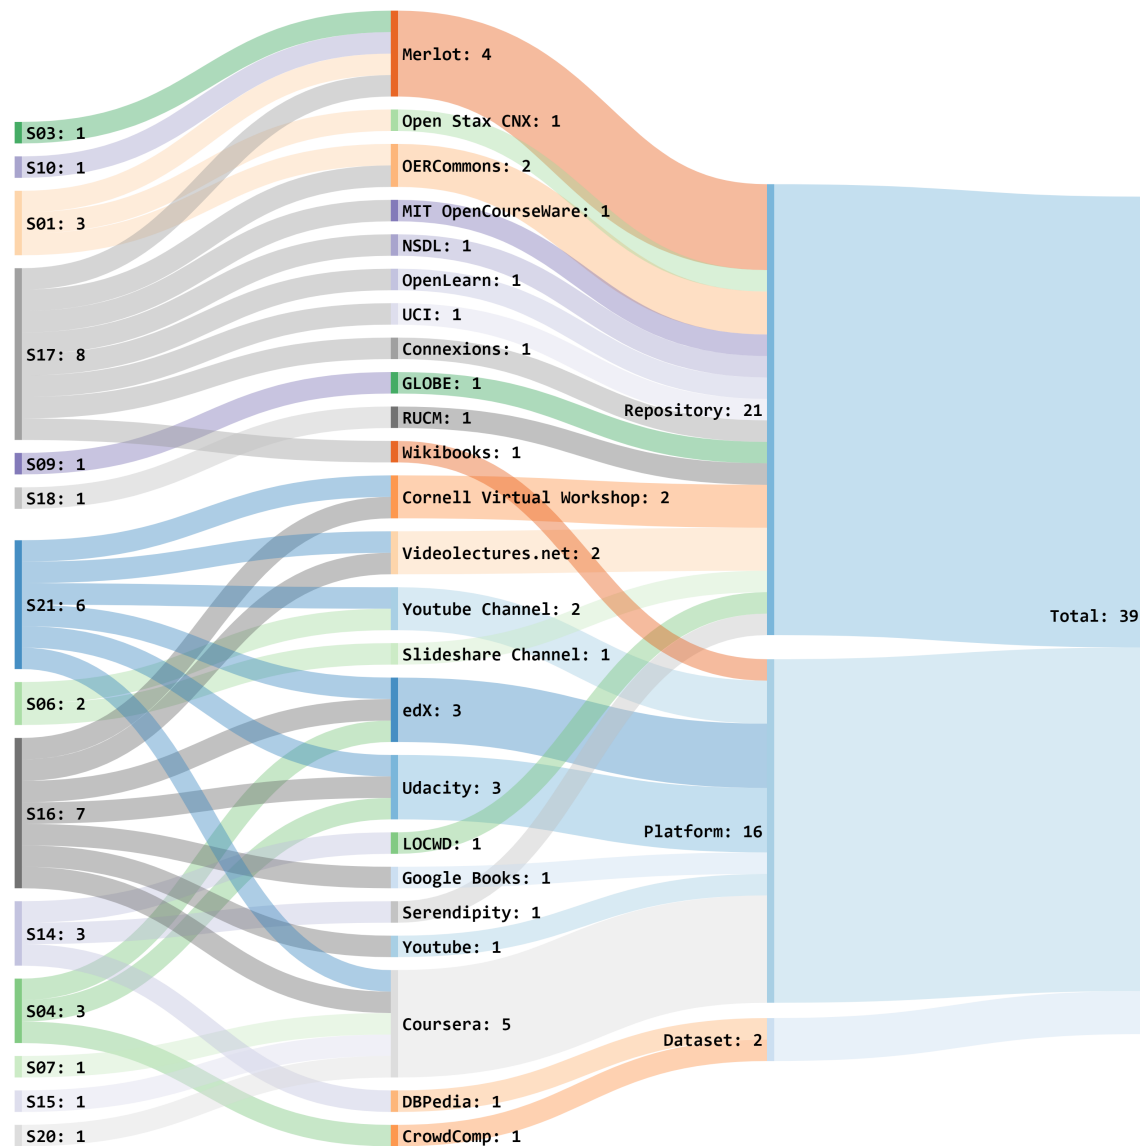 S03: 1
S10: 1
S01: 3
S17: 8
S09: 1
S18: 1
S21: 6
S06: 2
S16: 7
S14: 3
S04: 3
S07: 1
S15: 1
S20: 1
Merlot: 4
Open Stax CNX: 1
OERCommons: 2
MIT OpenCourseWare: 1
NSDL: 1
OpenLearn: 1
UCI: 1
Connexions: 1
GLOBE: 1
RUCM: 1
Wikibooks: 1
Cornell Virtual Workshop: 2
Videolectures.net: 2
Youtube Channel: 2
Slideshare Channel: 1
edX: 3
Udacity: 3
LOCWD: 1
Google Books: 1
Serendipity: 1
Youtube: 1
Coursera: 5
DBPedia: 1
CrowdComp: 1
Repository: 21
Platform: 16
Dataset: 2
Total: 39